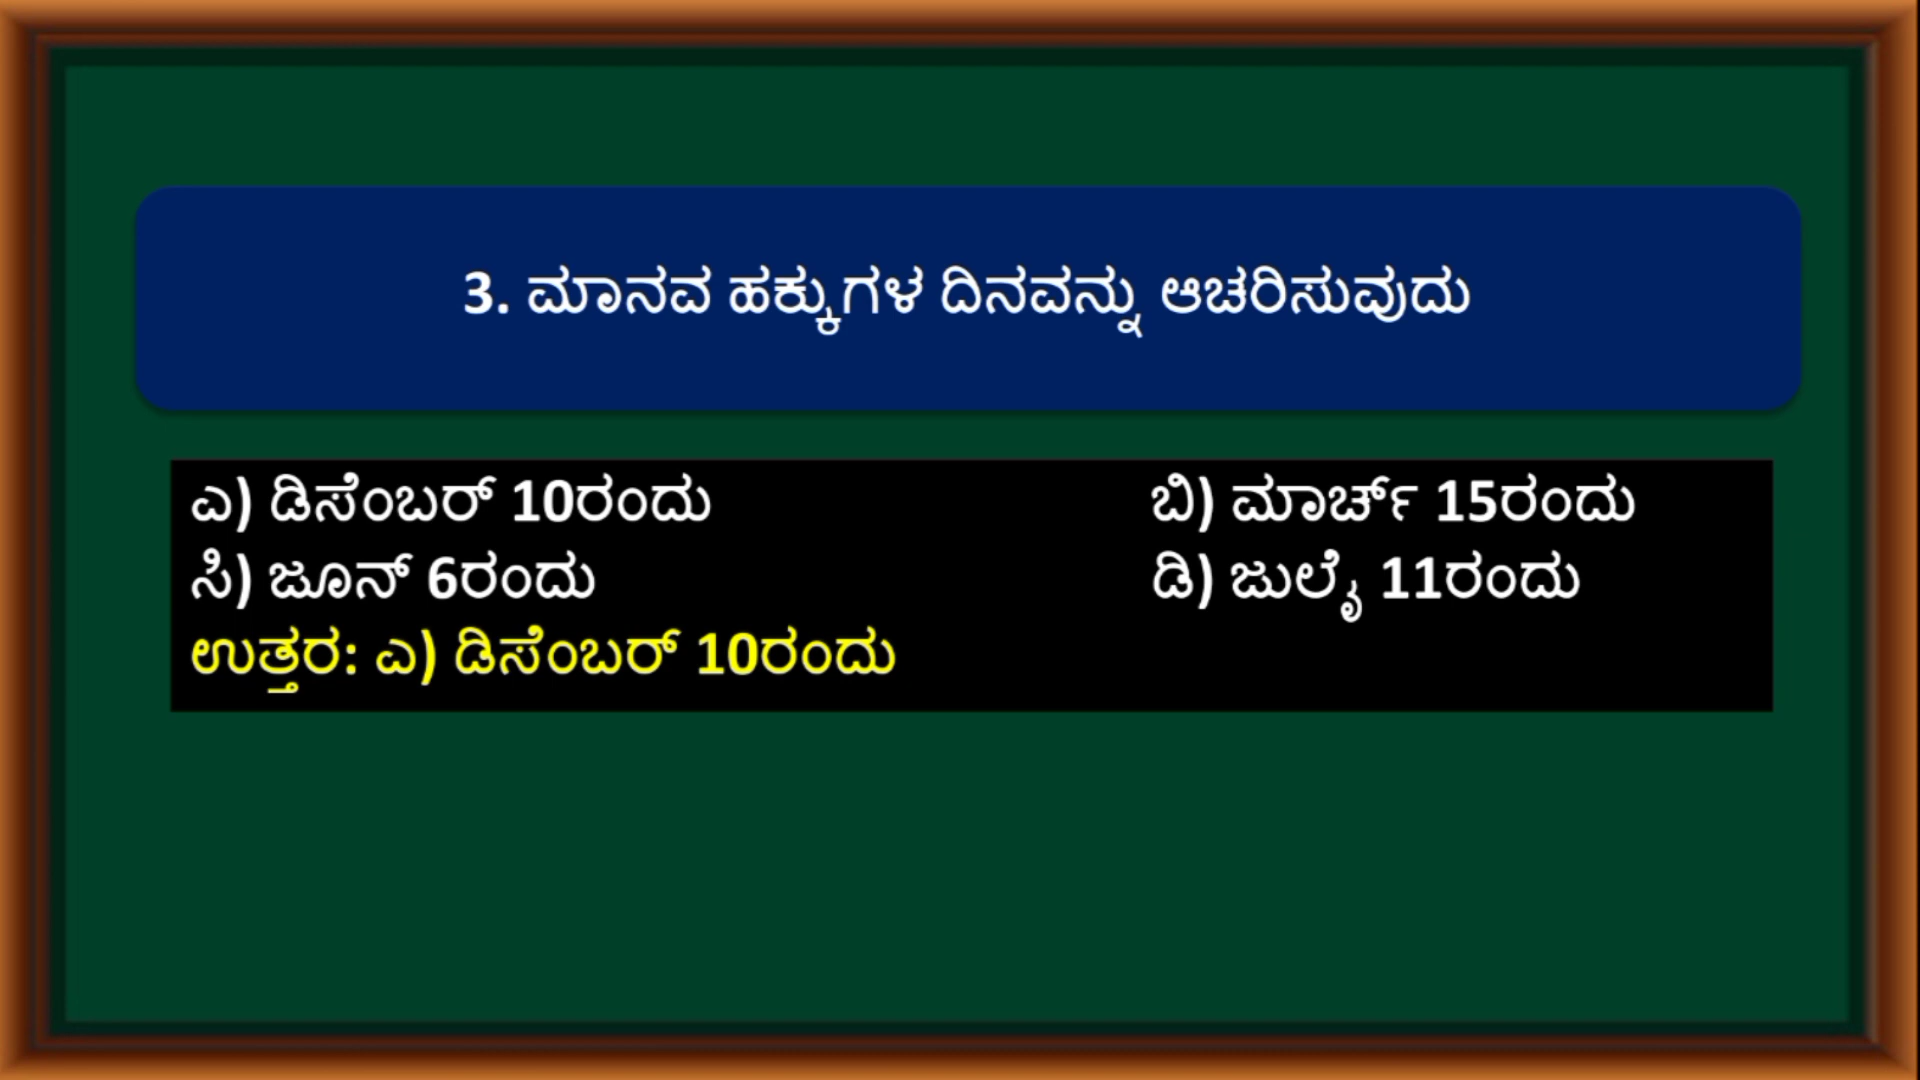 3. ಮಾನವ ಹಕ್ಕುಗಳ ದಿನವನ್ನು ಆಚರಿಸುವುದು
ಎ) ಡಿಸೆಂಬರ್ 10ರಂದು ಬಿ) ಮಾರ್ಚ್ 15ರಂದು
ಸಿ) ಜೂನ್ 6ರಂದು ಡಿ) ಜುಲೈ 11ರಂದು
ಉತ್ತರ: ಎ) ಡಿಸೆಂಬರ್ 10ರಂದು